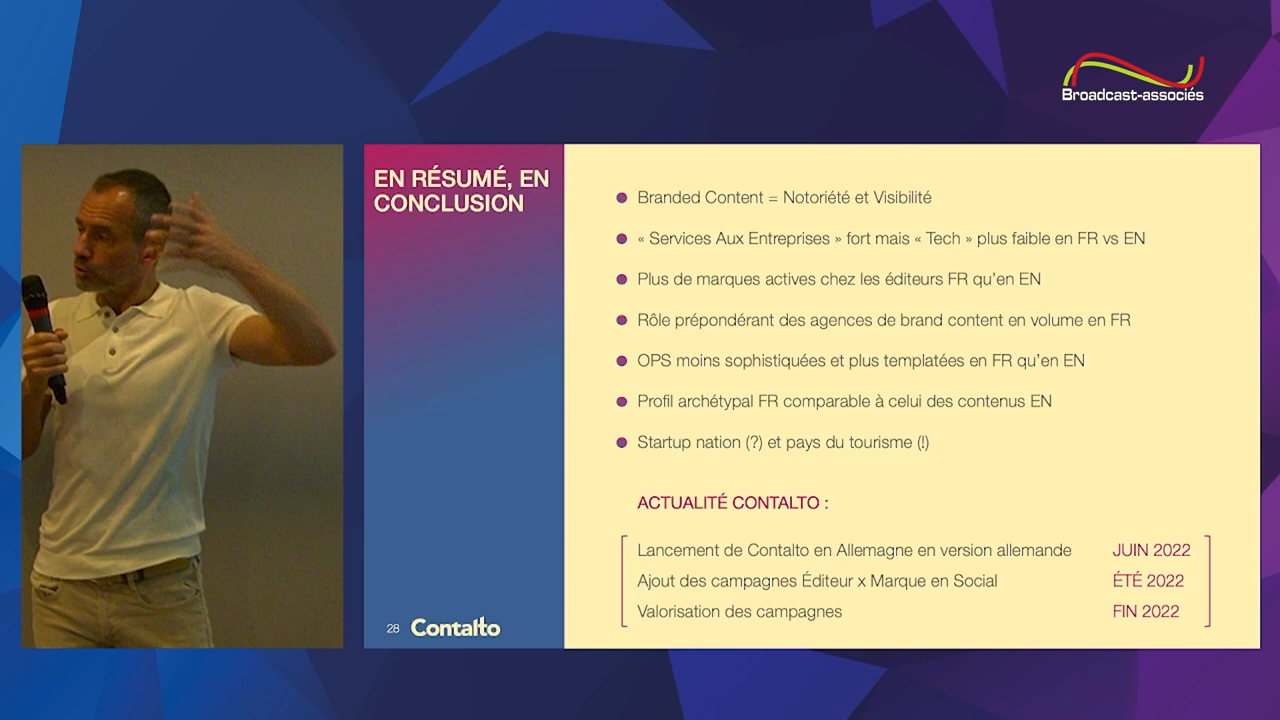 Broadcast-associés
EN RÉSUMÉ, EN
CONCLUSION
Branded Content = Notoriété et Visibilité
« Services Aux Entreprises » fort mais « Tech » plus faible en FR vs EN
Plus de marques actives chez les éditeurs FR qu’en EN
Rôle prépondérant des agences de brand content en volume en FR
OPS moins sophistiquées et plus templatées en FR qu’en EN
Profil archétypal FR comparable à celui des contenus EN
Startup nation (?) et pays du tourisme (!)
ACTUALITÉ CONTALTO :
Lancement de Contalto en Allemagne en version allemande JUIN 2022
Ajout des campagnes Éditeur x Marque en Social ÉTÉ 2022
Valorisation des campagnes FIN 2022
28 Contalto